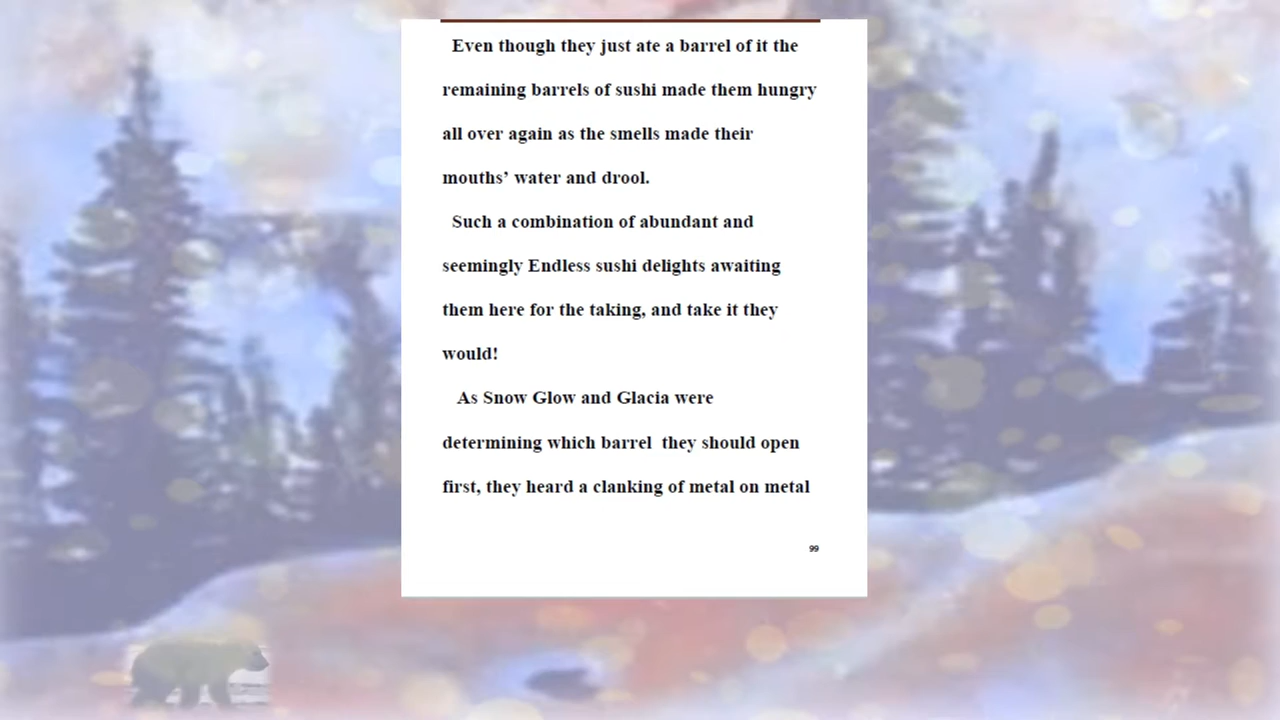 Even though they just ate a barrel of it the
remaining barrels of sushi made them hungry
all over again as the smells made their
mouths’ water and drool.
Such a combination of abundant and
seemingly Endless sushi delights awaiting
them here for the taking, and take it they
would!
As Snow Glow and Glacia were
determining which barrel  they should open
first, they heard a clanking of metal on metal
99